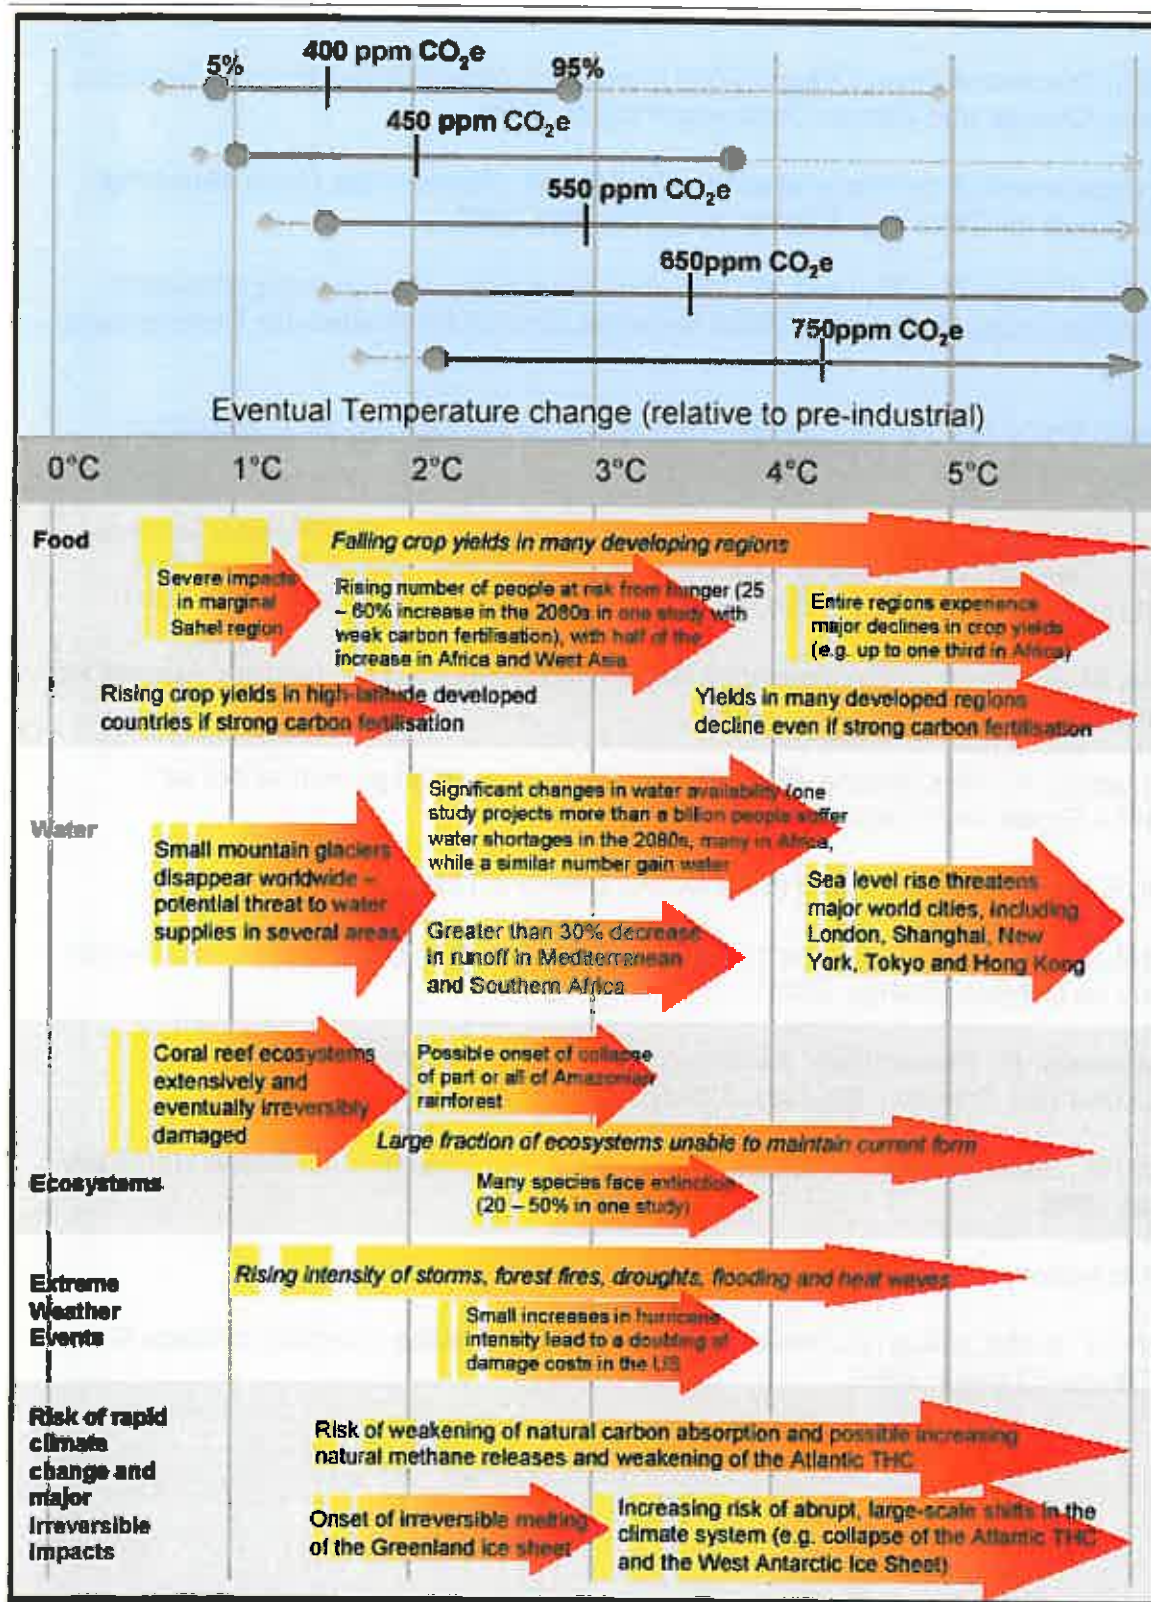 400 ppm CO₂e
5%
95%
450 ppm CO₂e
550 ppm CO₂e
650ppm CO₂e
750ppm CO₂e
Eventual Temperature change (relative to pre-industrial)
0°C 1°C 2°C 3°C 4°C 5°C
Food
Falling crop yields in many developing regions
Severe impacts
in marginal
Sahel region
Rising number of people at risk from hunger (25
– 60% increase in the 2080s in one study with
weak carbon fertilisation), with half of the
increase in Africa and West Asia
Entire regions experience
major declines in crop yields
(e.g. up to one third in Africa)
Rising crop yields in high-latitude developed
countries if strong carbon fertilisation
Yields in many developed regions
decline even if strong carbon fertilisation
Water
Significant changes in water availability (one
study projects more than a billion people suffer
water shortages in the 2080s, many in Africa,
while a similar number gain water
Small mountain glaciers
disappear worldwide –
potential threat to water
supplies in several areas
Greater than 30% decrease
in runoff in Mediterranean
and Southern Africa
Sea level rise threatens
major world cities, including
London, Shanghai, New
York, Tokyo and Hong Kong
Ecosystems
Coral reef ecosystems
extensively and
eventually irreversibly
damaged
Possible onset of collapse
of part or all of Amazonian
rainforest
Large fraction of ecosystems unable to maintain current form
Many species face extinction
(20 – 50% in one study)
Extreme
Weather
Events
Rising intensity of storms, forest fires, droughts, flooding and heat waves
Small increases in hurricane
intensity lead to a doubling of
damage costs in the US
Risk of rapid
climate
change and
major
irreversible
impacts
Risk of weakening of natural carbon absorption and possible increasing
natural methane releases and weakening of the Atlantic THC
Onset of irreversible melting
of the Greenland ice sheet
Increasing risk of abrupt, large-scale shifts in the
climate system (e.g. collapse of the Atlantic THC
and the West Antarctic Ice Sheet)